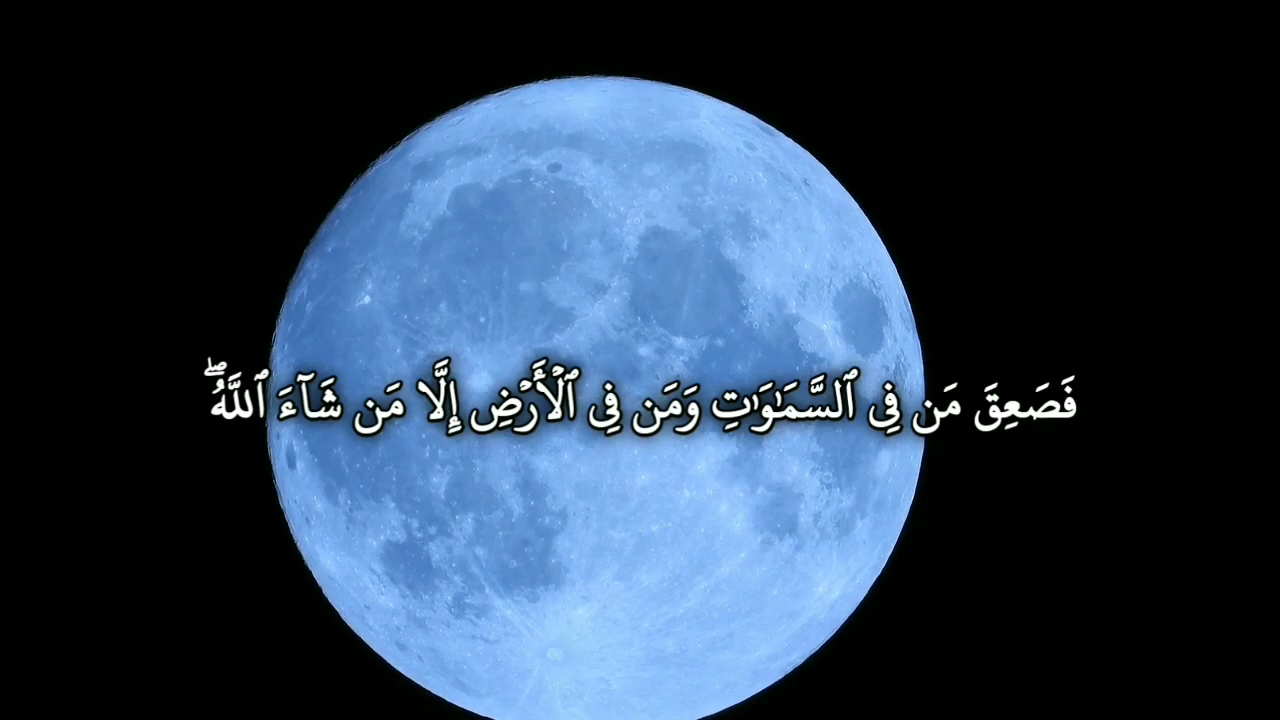 فَصَعِقَ مَن فِى ٱلسَّمَـٰوَٰتِ وَمَن فِى ٱلْأَرْضِ إِلَّا مَن شَآءَ ٱللَّهُ ۖ